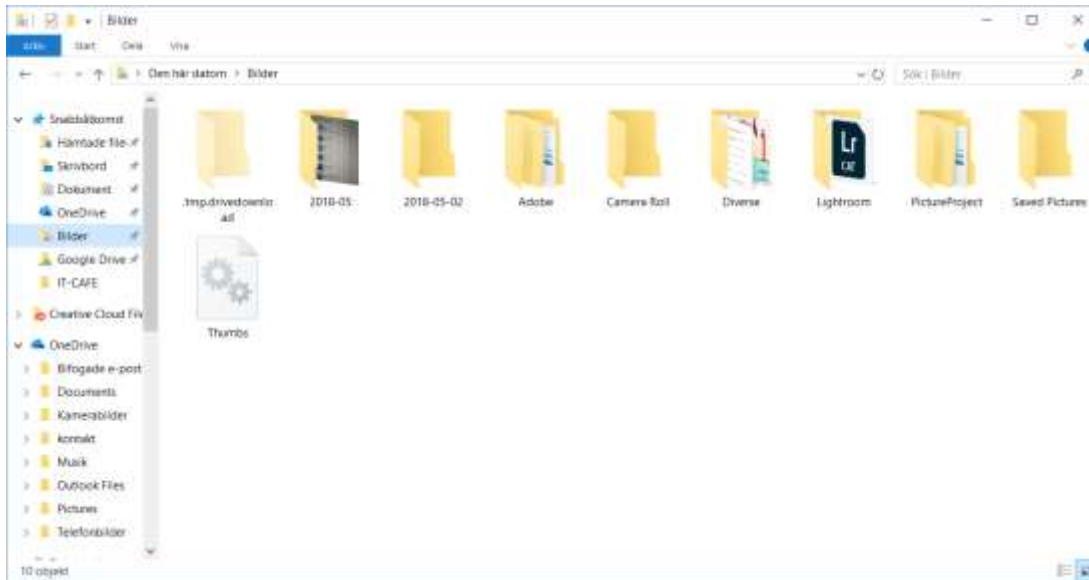 Bilder
Arkiv Start Dela Visa
Den här datorn Bilder Sök i Bilder
Snabbåtkomst
Hämtade file
Skrivbord
Dokument
OneDrive
Bilder
Google Drive
IT-CAFE
Creative Cloud File
OneDrive
Bifogade e-post
Documents
Kamerabilder
kontakt
Musik
Outlook Files
Pictures
Telefonbilder
.tmp.drivedownlo
ad
2018-05 2018-05-02 Adobe Camera Roll Diverse Lightroom PictureProject Saved Pictures
Lr
CAT
Thumbs
10 objekt